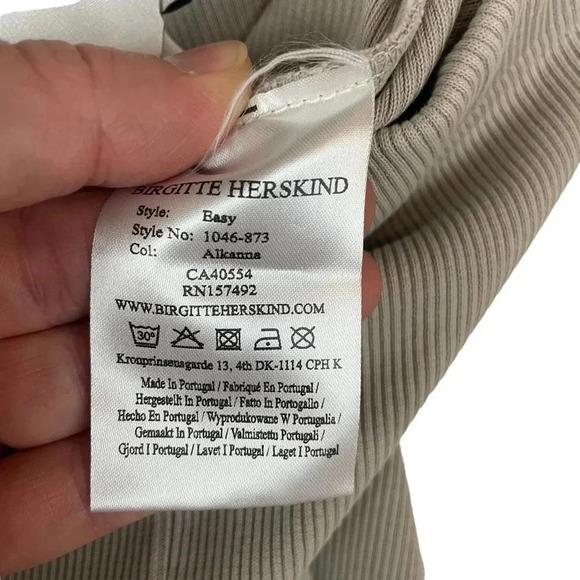 BIRGITTE HERSKIND
Style: Easy
Style No: 1046-873
Col: Alkanna
CA40554
RN157492
WWW.BIRGITTEHERSKIND.COM
30°
Kronprinsensgade 13, 4th DK-1114 CPH K
Made In Portugal / Fabriqué En Portugal /
Hergestellt In Portugal / Fatto In Portogallo /
Hecho En Portugal / Wyprodukowane W Portugalia /
Gemaakt In Portugal / Valmistettu Portugali /
Gjord I Portugal / Lavet I Portugal / Laget I Portugal